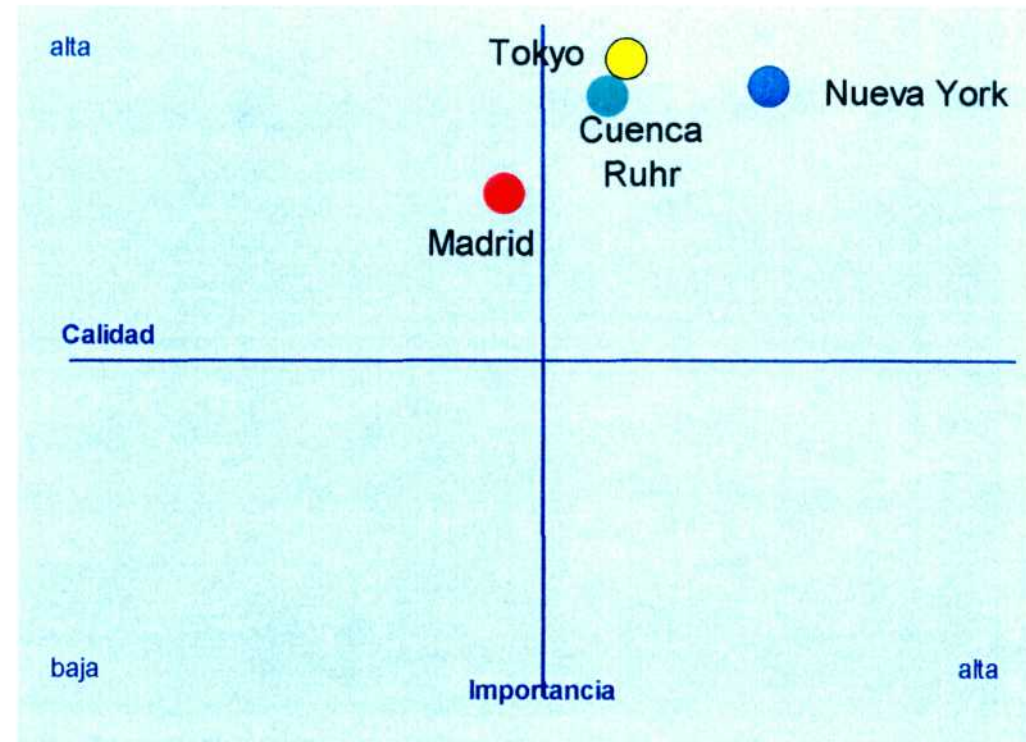 alta
Tokyo
Nueva York
Cuenca
Ruhr
Madrid
Calidad
baja
alta
Importancia